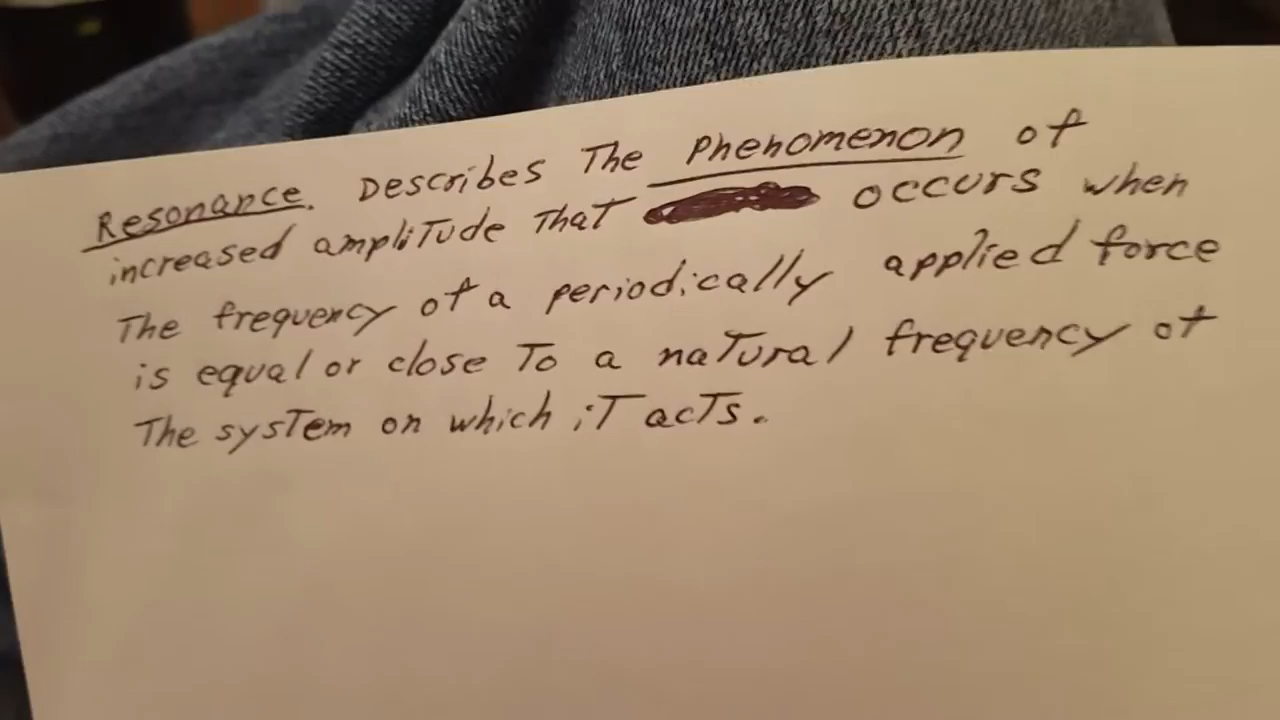 Resonance. Describes The Phenomenon of
increased ampliTude ThaT occurs when
The frequency of a periodically applied force
is equal or close To a naTural frequency of
The sysTem on which iT acTs.